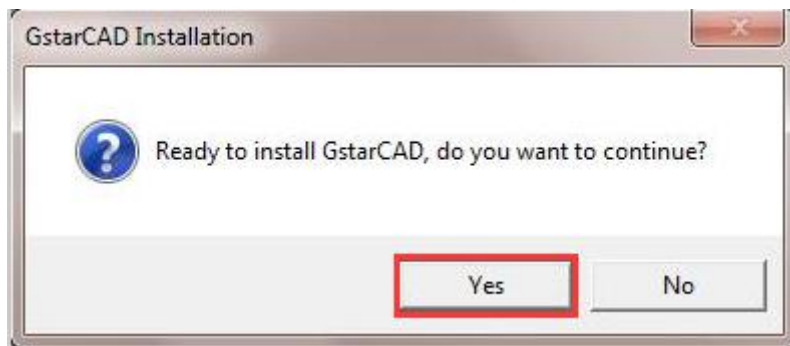 GstarCAD Installation
Ready to install GstarCAD, do you want to continue?
Yes
No